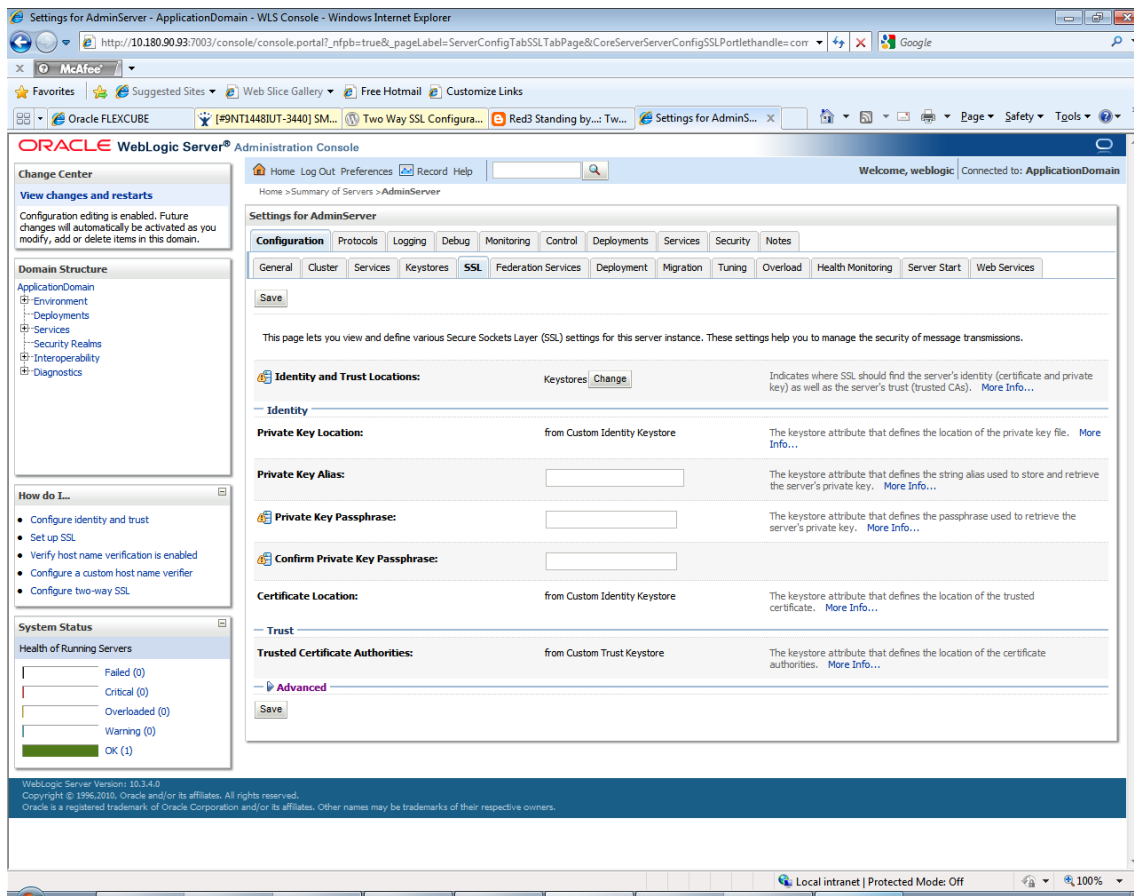 Settings for AdminServer - ApplicationDomain - WLS Console - Windows Internet Explorer
http://10.180.90.93:7003/console/console.portal?_nfpb=true&_pageLabel=ServerConfigTabSSLTabPage&CoreServerServerConfigSSLPortlethandle=com
Google
x McAfee
Favorites Suggested Sites Web Slice Gallery Free Hotmail Customize Links
Oracle FLEXCUBE [#9NT1448IUT-3440] SM... Two Way SSL Configura... Red3 Standing by...: Tw... Settings for AdminS... X Page Safety Tools
ORACLE WebLogic Server® Administration Console
Change Center
View changes and restarts
Configuration editing is enabled. Future
changes will automatically be activated as you
modify, add or delete items in this domain.
Domain Structure
ApplicationDomain
Environment
Deployments
Services
Security Realms
Interoperability
Diagnostics
How do I...
Configure identity and trust
Set up SSL
Verify host name verification is enabled
Configure a custom host name verifier
Configure two-way SSL
System Status
Health of Running Servers
Failed (0)
Critical (0)
Overloaded (0)
Warning (0)
OK (1)
Home Log Out Preferences Record Help
Welcome, weblogic Connected to: ApplicationDomain
Home >Summary of Servers >AdminServer
Settings for AdminServer
Configuration Protocols Logging Debug Monitoring Control Deployments Services Security Notes
General Cluster Services Keystores SSL Federation Services Deployment Migration Tuning Overload Health Monitoring Server Start Web Services
Save
This page lets you view and define various Secure Sockets Layer (SSL) settings for this server instance. These settings help you to manage the security of message transmissions.
Identity and Trust Locations: Keystores Change Indicates where SSL should find the server's identity (certificate and private
key) as well as the server's trust (trusted CAs). More Info...
Identity
Private Key Location: from Custom Identity Keystore The keystore attribute that defines the location of the private key file. More
Info...
Private Key Alias: The keystore attribute that defines the string alias used to store and retrieve
the server's private key. More Info...
Private Key Passphrase: The keystore attribute that defines the passphrase used to retrieve the
server's private key. More Info...
Confirm Private Key Passphrase:
Certificate Location: from Custom Identity Keystore The keystore attribute that defines the location of the trusted
certificate. More Info...
Trust
Trusted Certificate Authorities: from Custom Trust Keystore The keystore attribute that defines the location of the certificate
authorities. More Info...
Advanced
Save
WebLogic Server Version: 10.3.4.0
Copyright © 1996,2010, Oracle and/or its affiliates. All rights reserved.
Oracle is a registered trademark of Oracle Corporation and/or its affiliates. Other names may be trademarks of their respective owners.
Local intranet | Protected Mode: Off 100%